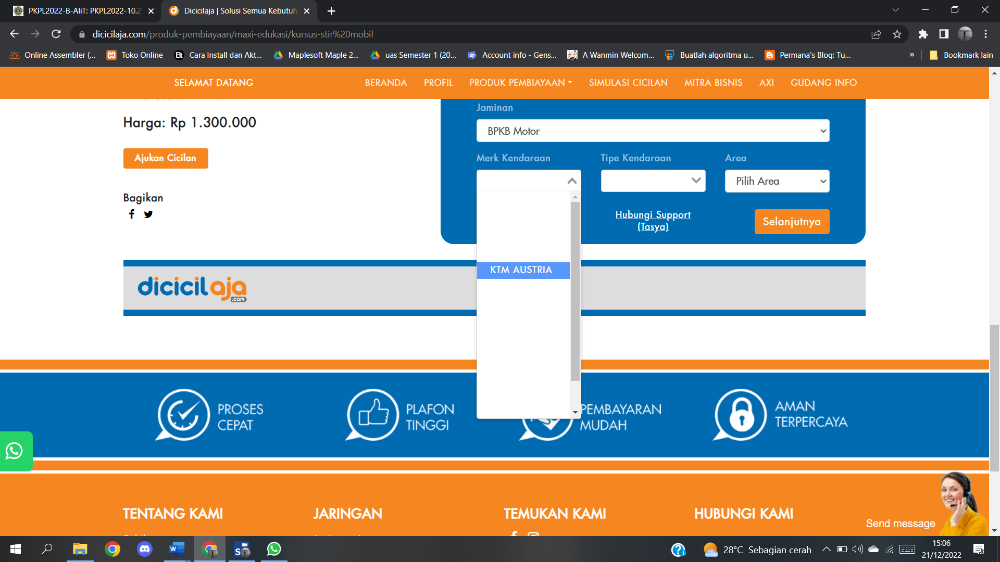 PKPL2022-B-AliT: PKPL2022-10.2
Dicicilaja | Solusi Semua Kebutuh
dicicilaja.com/produk-pembiayaan/maxi-edukasi/kursus-stir%20mobil
Online Assembler (...
Toko Online
Cara Install dan Akt...
Maplesoft Maple 2...
uas Semester 1 (20...
Account info - Gens...
A Wanmin Welcom...
Buatlah algoritma u...
Permana's Blog: Tu...
»
Bookmark lain
SELAMAT DATANG
BERANDA
PROFIL
PRODUK PEMBIAYAAN
SIMULASI CICILAN
MITRA BISNIS
AXI
GUDANG INFO
Harga: Rp 1.300.000
Ajukan Cicilan
Bagikan
Jaminan
BPKB Motor
Merk Kendaraan
Tipe Kendaraan
Area
Pilih Area
KTM AUSTRIA
Hubungi Support
(Tasya)
Selanjutnya
dicicilaja
.com
PROSES
CEPAT
PLAFON
TINGGI
PEMBAYARAN
MUDAH
AMAN
TERPERCAYA
TENTANG KAMI
JARINGAN
TEMUKAN KAMI
HUBUNGI KAMI
Send message
28°C Sebagian cerah
15:06
21/12/2022